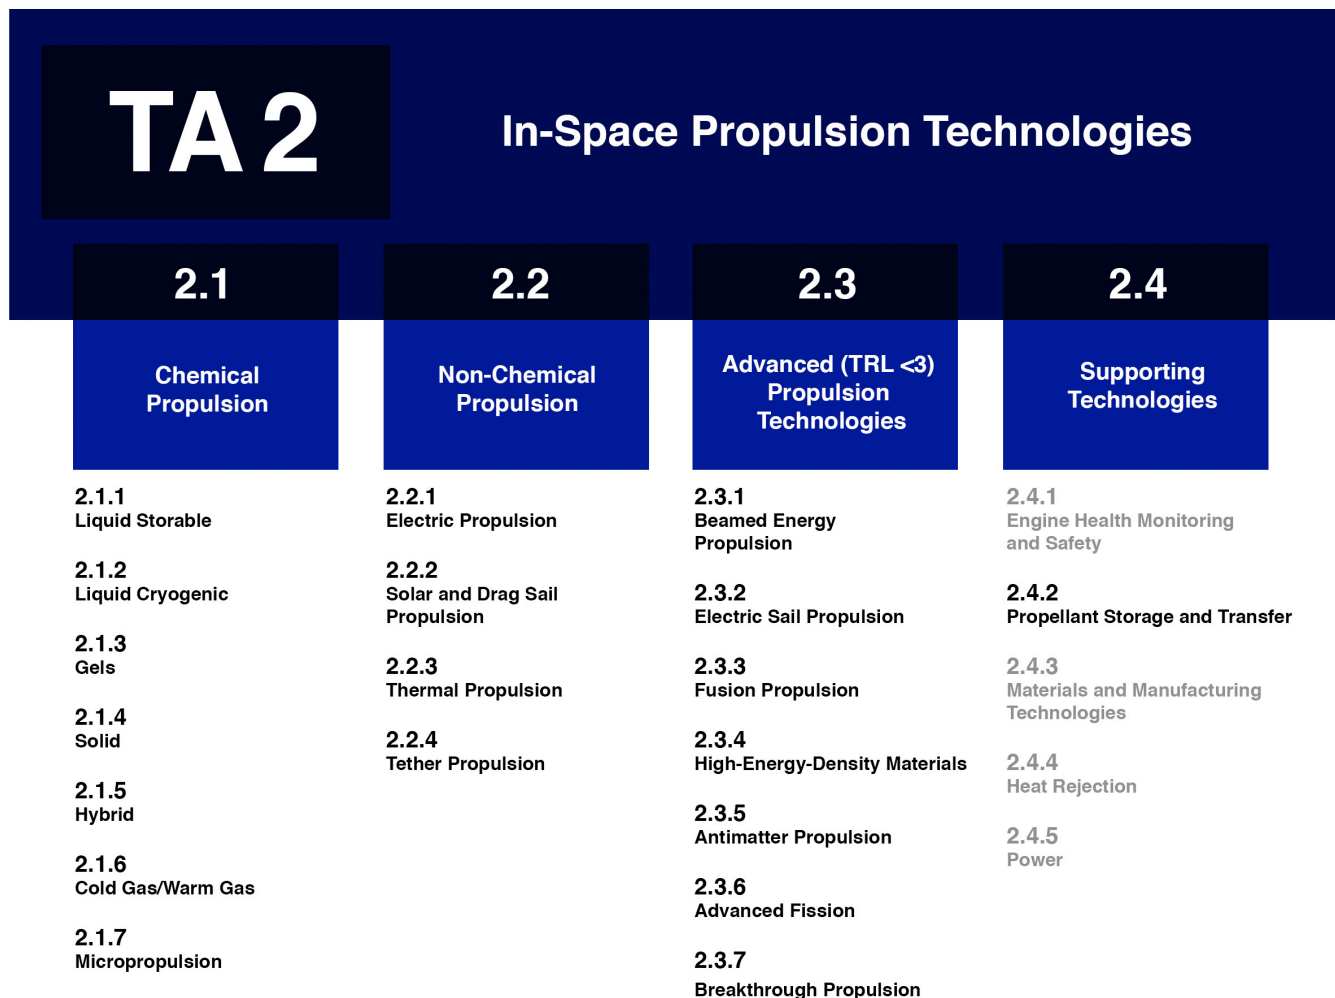 TA 2
In-Space Propulsion Technologies
2.1
Chemical
Propulsion
2.1.1
Liquid Storable
2.1.2
Liquid Cryogenic
2.1.3
Gels
2.1.4
Solid
2.1.5
Hybrid
2.1.6
Cold Gas/Warm Gas
2.1.7
Micropropulsion
2.2
Non-Chemical
Propulsion
2.2.1
Electric Propulsion
2.2.2
Solar and Drag Sail
Propulsion
2.2.3
Thermal Propulsion
2.2.4
Tether Propulsion
2.3
Advanced (TRL <3)
Propulsion
Technologies
2.3.1
Beamed Energy
Propulsion
2.3.2
Electric Sail Propulsion
2.3.3
Fusion Propulsion
2.3.4
High-Energy-Density Materials
2.3.5
Antimatter Propulsion
2.3.6
Advanced Fission
2.3.7
Breakthrough Propulsion
2.4
Supporting
Technologies
2.4.1
Engine Health Monitoring
and Safety
2.4.2
Propellant Storage and Transfer
2.4.3
Materials and Manufacturing
Technologies
2.4.4
Heat Rejection
2.4.5
Power